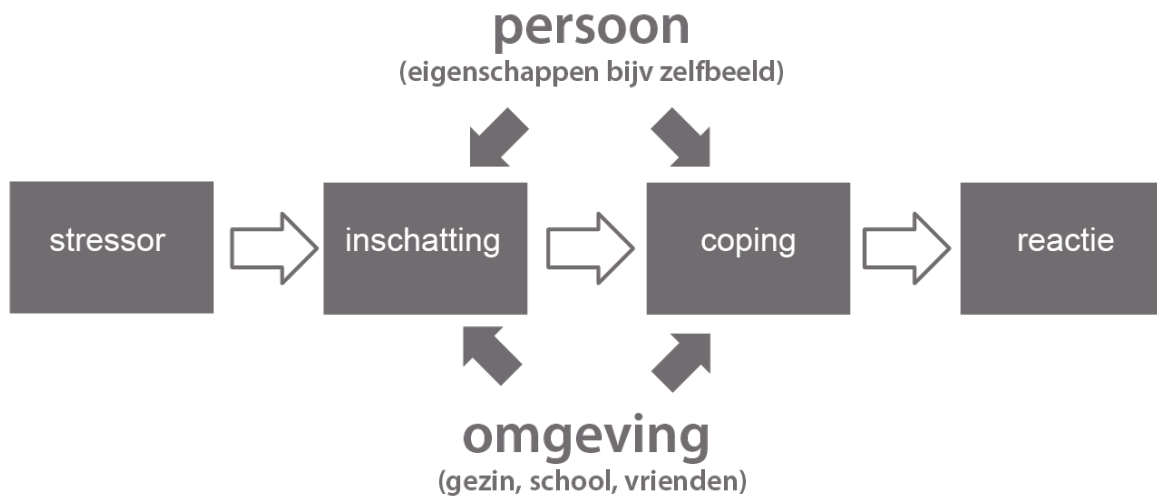 persoon
(eigenschappen bijv zelfbeeld)
stressor
inschatting
coping
reactie
omgeving
(gezin, school, vrienden)